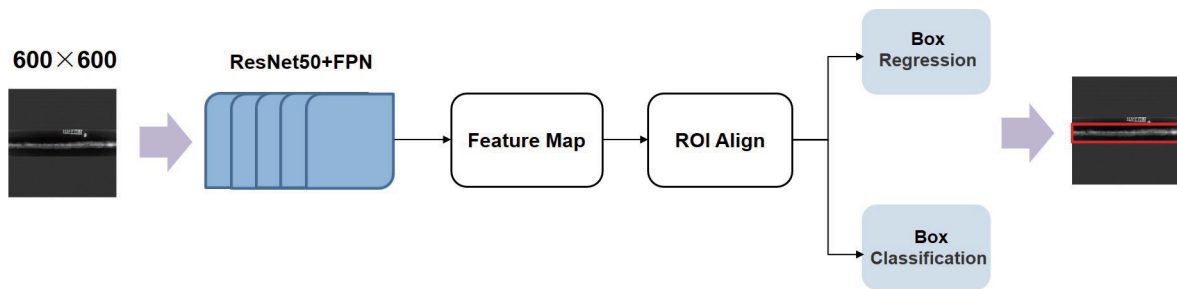 600×600
ResNet50+FPN
Feature Map
ROI Align
Box
Regression
Box
Classification